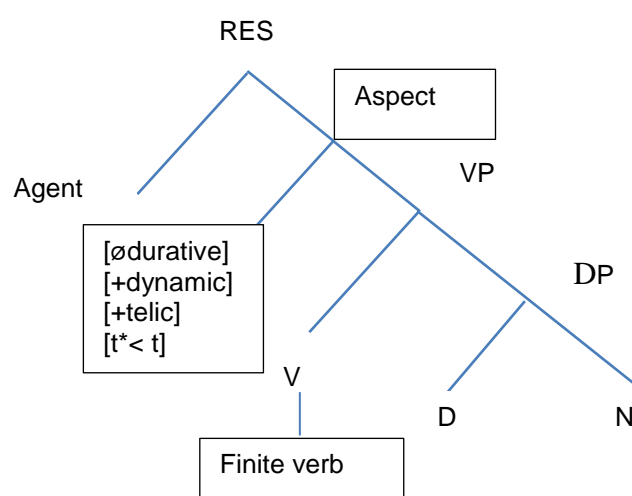 RES
Aspect
VP
Agent
[ødurative]
[+dynamic]
[+telic]
[t*< t]
DP
V
D
N
Finite verb